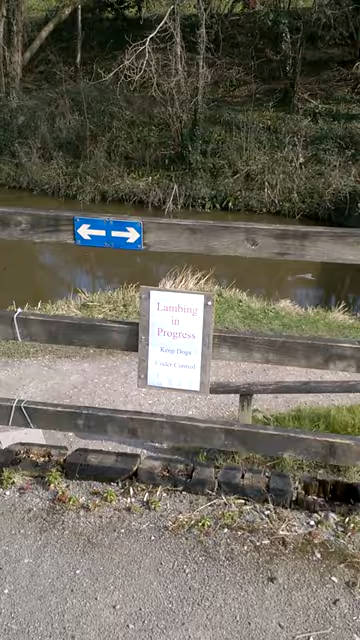 Lambing
in
Progress
Keep Dogs
Under Control